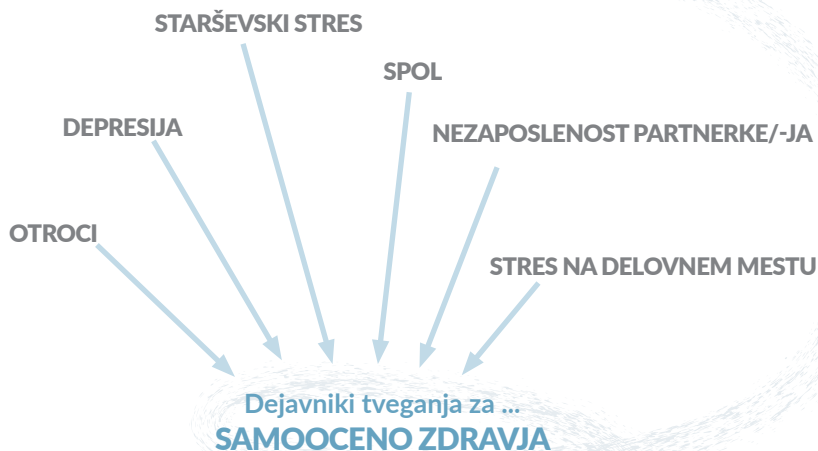 STARŠEVSKI STRES
SPOL
DEPRESIJA
NEZAPOSLENOST PARTNERKE/-JA
OTROCI
STRES NA DELOVNEM MESTU
Dejavniki tveganja za ...
SAMOOCENO ZDRAVJA